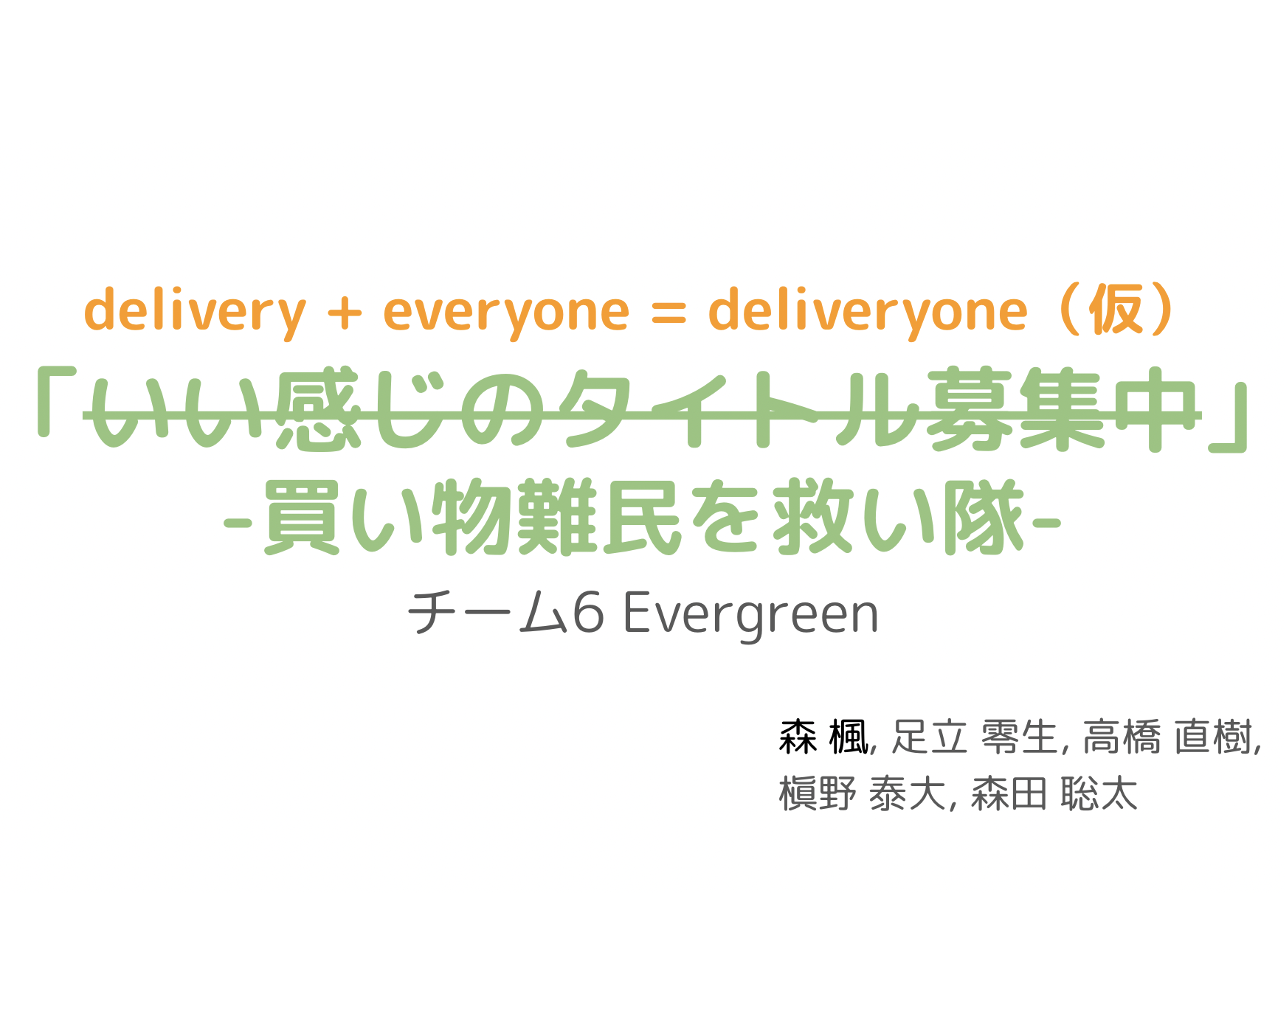 delivery + everyone = deliveryone（仮）
「いい感じのタイトル募集中」
-買い物難民を救い隊-
チーム6 Evergreen
森 楓, 足立 零生, 高橋 直樹,
槇野 泰大, 森田 聡太